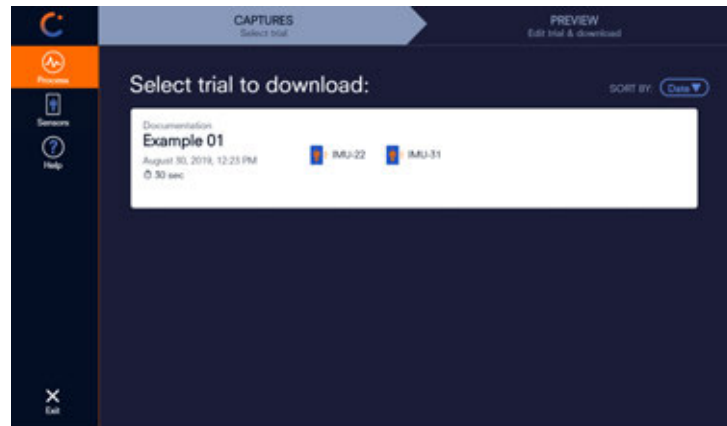 CAPTURES
Select trial
PREVIEW
Edit trial & download
Process
Sensors
Help
Exit
Select trial to download:
SORT BY: Date
Documentation
Example 01
August 30, 2019, 12:23 PM
30 sec
IMU-22
IMU-31